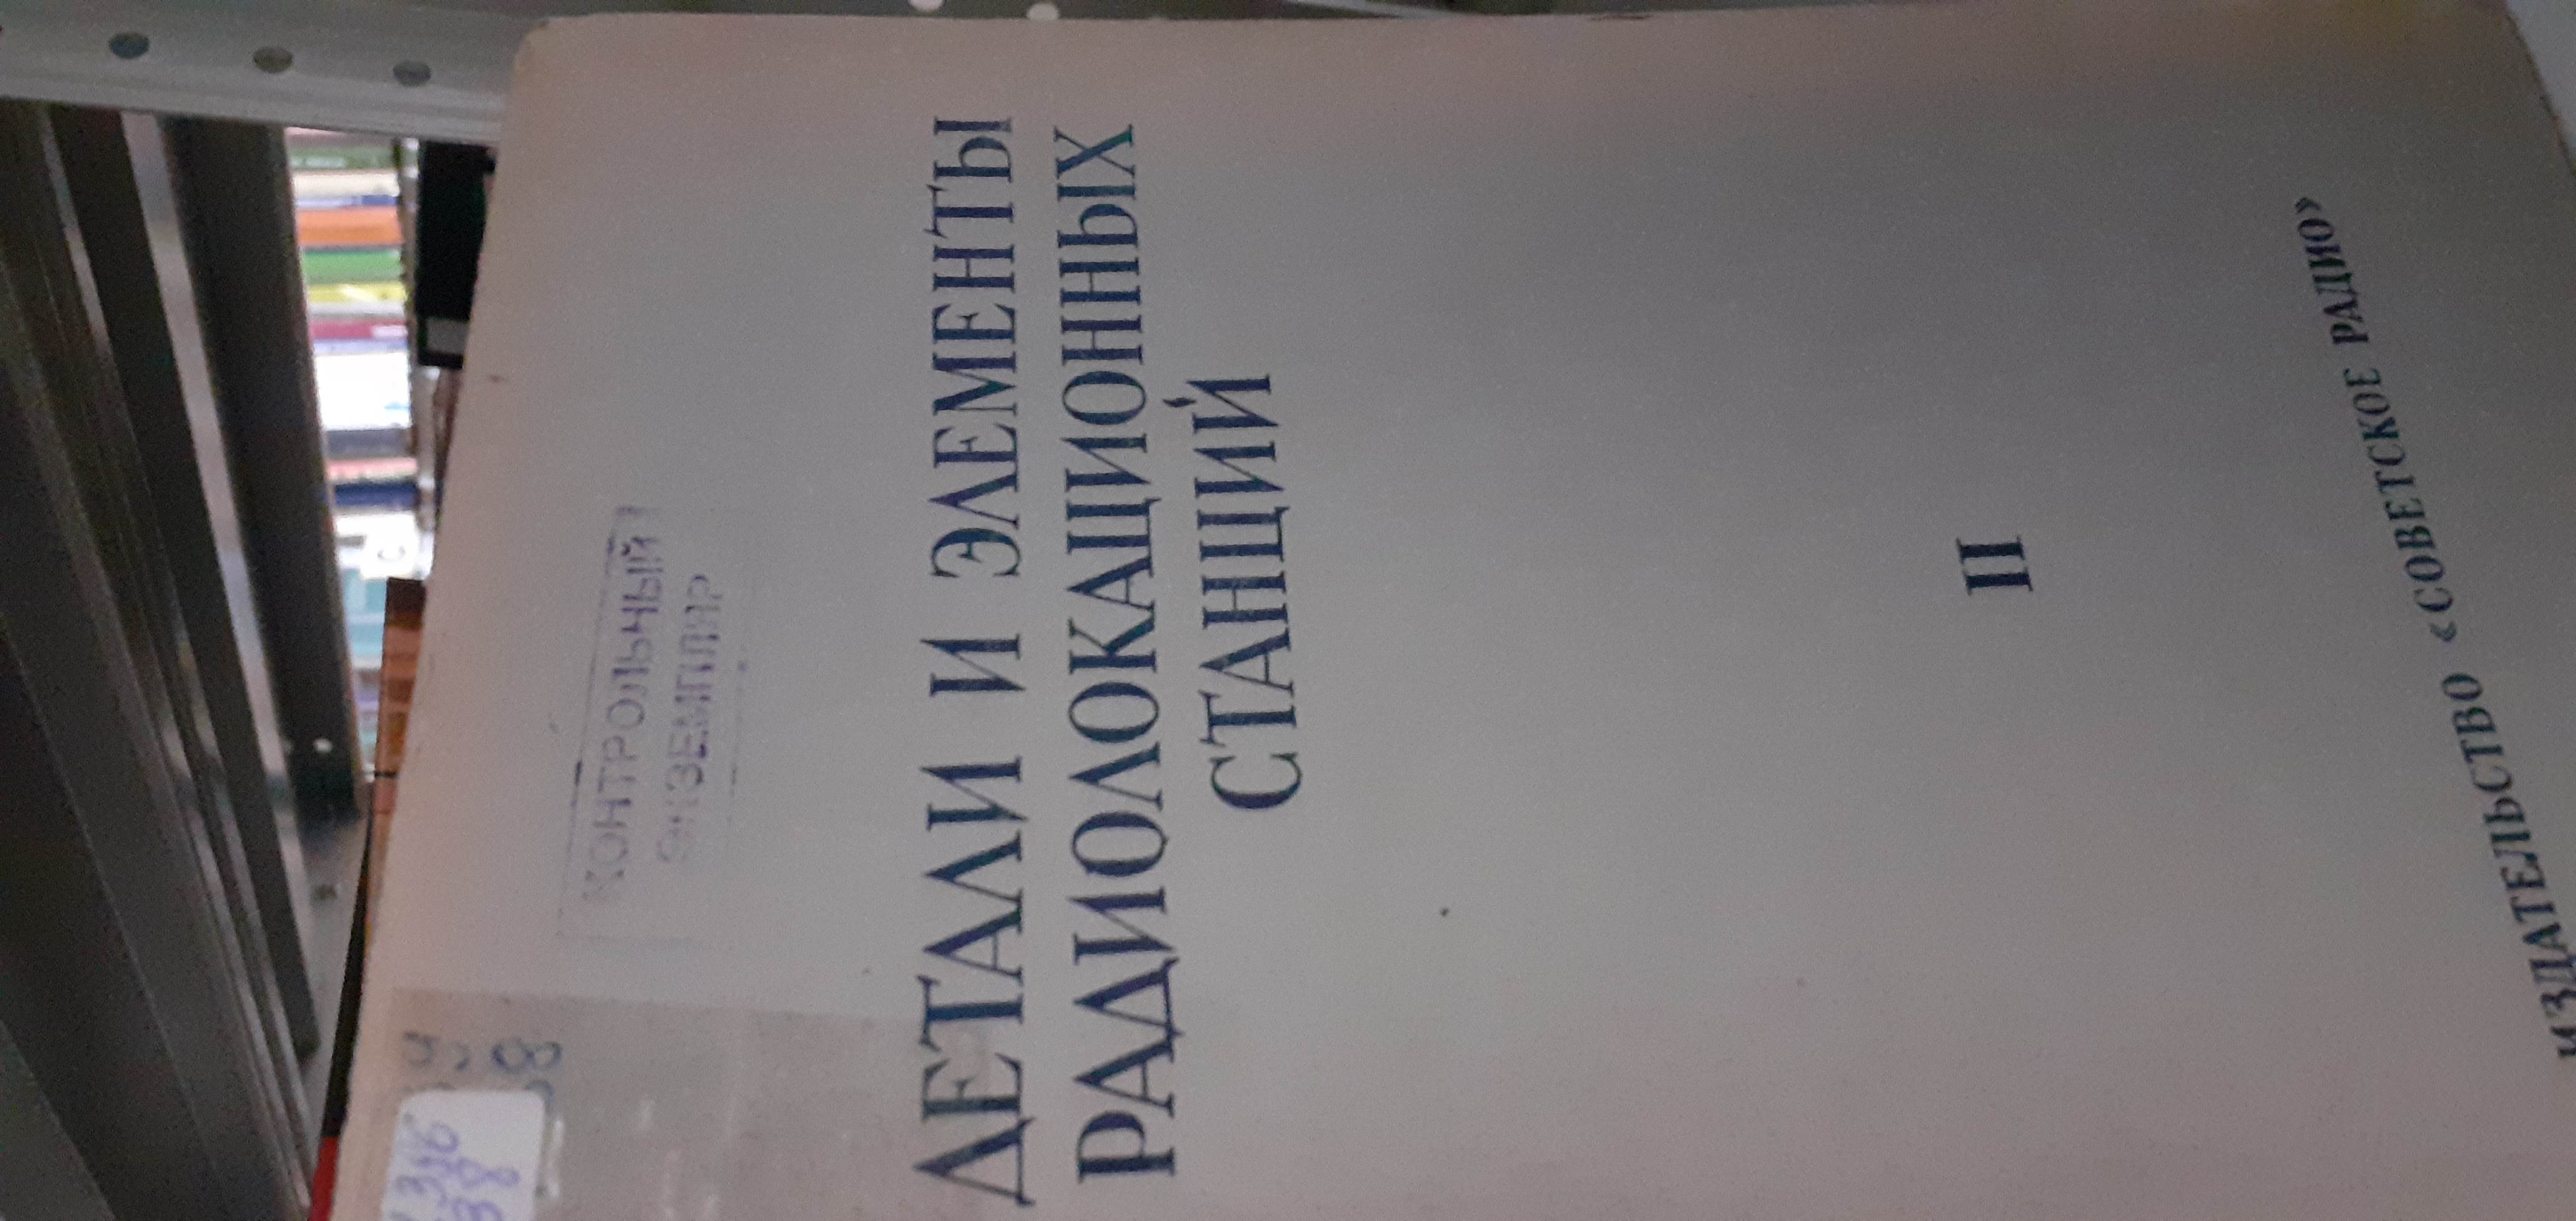 КОНТРОЛЬНЫЙ
ЭКЗЕМПЛЯР
ДЕТАЛИ И ЭЛЕМЕНТЫ
РАДИОЛОКАЦИОННЫХ
СТАНЦИЙ
II
ИЗДАТЕЛЬСТВО «СОВЕТСКОЕ РАДИО»